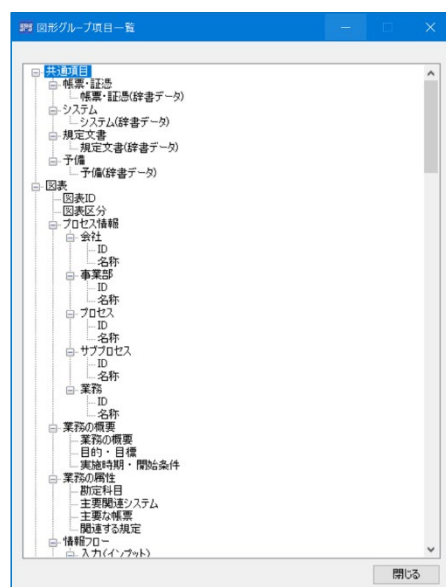 SPS 図形グループ項目一覧
共通項目
帳票・証憑
帳票・証憑(辞書データ)
システム
システム(辞書データ)
規定文書
規定文書(辞書データ)
予備
予備(辞書データ)
図表
図表ID
図表区分
プロセス情報
会社
ID
名称
事業部
ID
名称
プロセス
ID
名称
サブプロセス
ID
名称
業務
ID
名称
業務の概要
業務の概要
目的・目標
実施時期・開始条件
業務の属性
勘定科目
主要関連システム
主要な帳票
関連する規定
情報フロー
入力(インプット)
閉じる